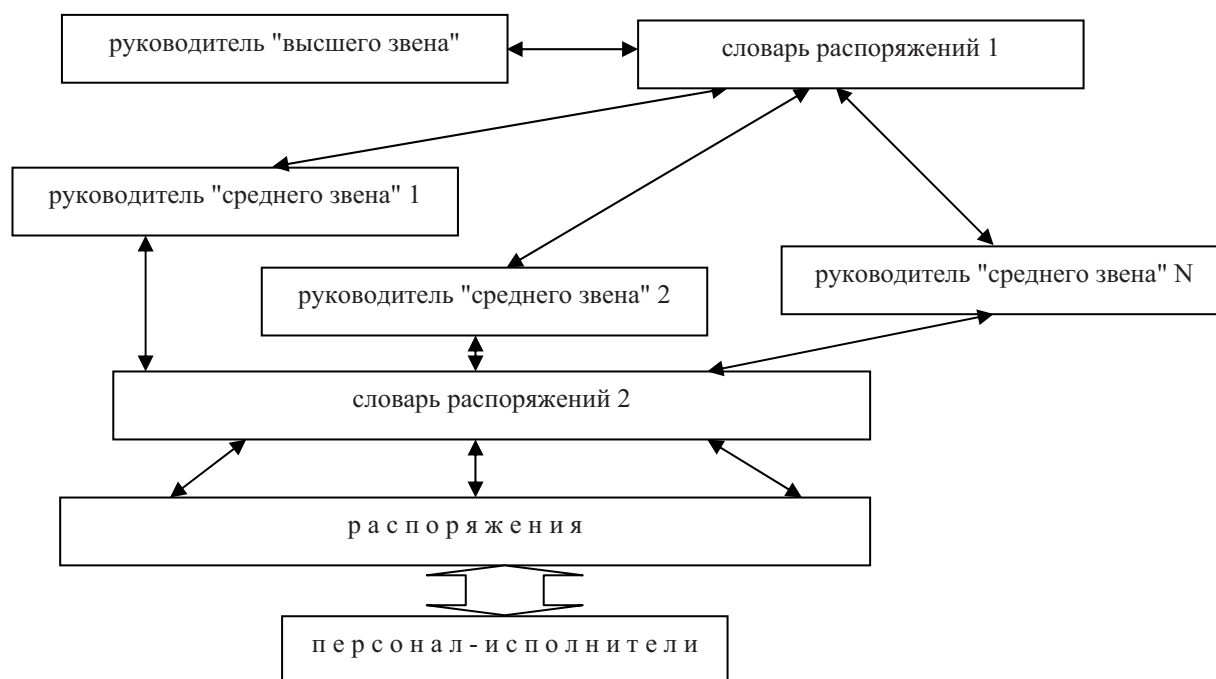 руководитель "высшего звена"
словарь распоряжений 1
руководитель "среднего звена" 1
руководитель "среднего звена" N
руководитель "среднего звена" 2
словарь распоряжений 2
р а с п о р я ж е н и я
п е р с о н а л - и с п о л н и т е л и